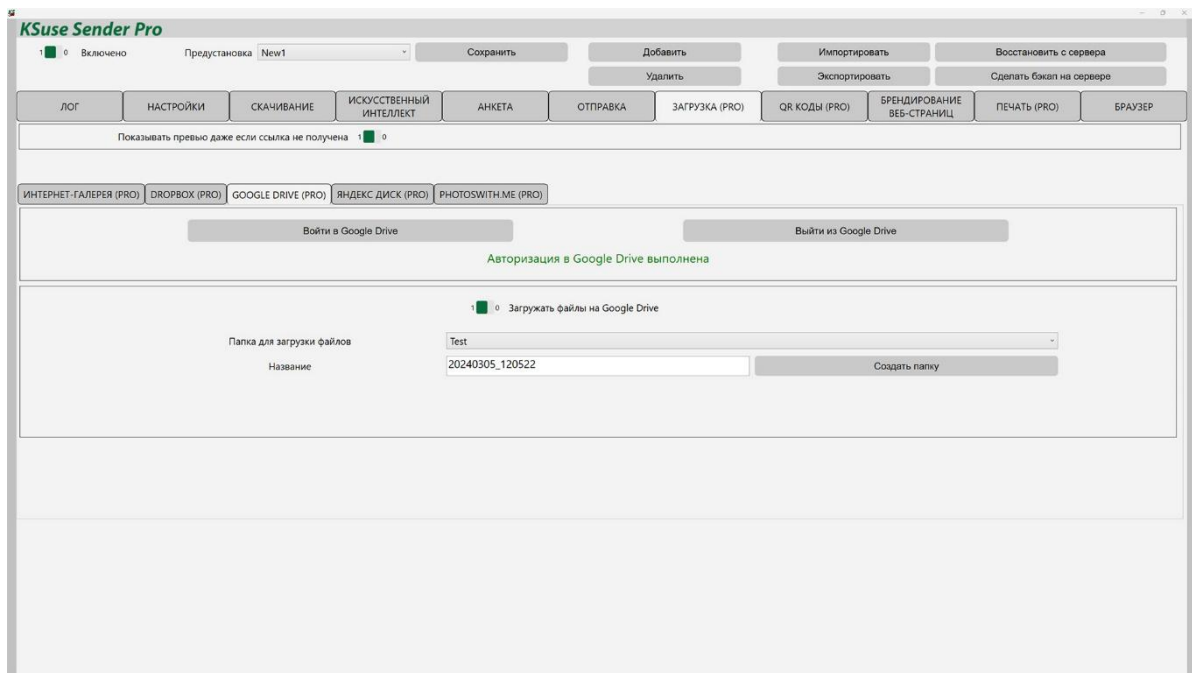 KSuse Sender Pro
1 0 Включено Предустановка New1 Сохранить Добавить Импортировать Восстановить с сервера
Удалить Экспортировать Сделать бэкап на сервере
ЛОГ НАСТРОЙКИ СКАЧИВАНИЕ ИСКУССТВЕННЫЙ ИНТЕЛЛЕКТ АНКЕТА ОТПРАВКА ЗАГРУЗКА (PRO) QR КОДЫ (PRO) БРЕНДИРОВАНИЕ ВЕБ-СТРАНИЦ ПЕЧАТЬ (PRO) БРАУЗЕР
Показывать превью даже если ссылка не получена 1 0
ИНТЕРНЕТ-ГАЛЕРЕЯ (PRO) DROPBOX (PRO) GOOGLE DRIVE (PRO) ЯНДЕКС ДИСК (PRO) PHOTOSWITH.ME (PRO)
Войти в Google Drive Выйти из Google Drive
Авторизация в Google Drive выполнена
1 0 Загружать файлы на Google Drive
Папка для загрузки файлов Test
Название 20240305_120522 Создать папку